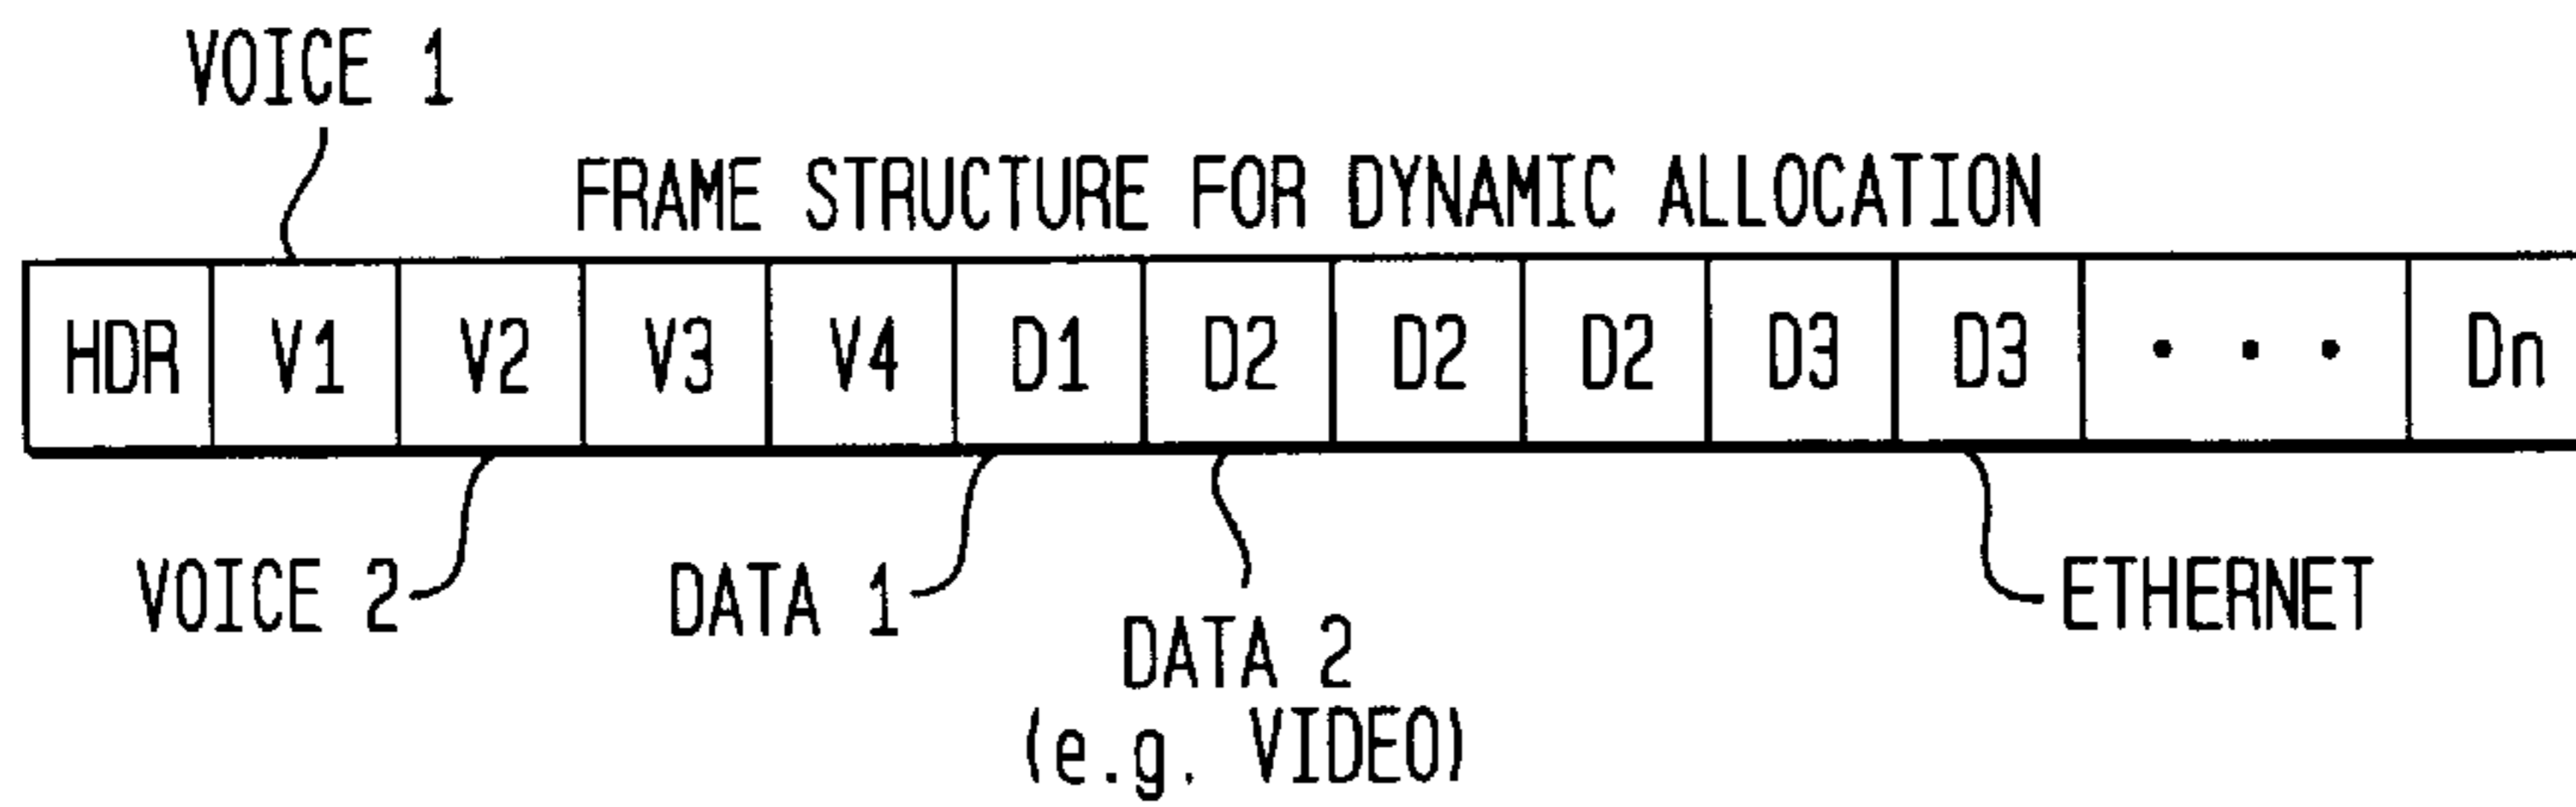 VOICE 1
FRAME STRUCTURE FOR DYNAMIC ALLOCATION
HDR V1 V2 V3 V4 D1 D2 D2 D2 D3 D3 • • • Dn
VOICE 2 DATA 1 ETHERNET
DATA 2
(e.g. VIDEO)